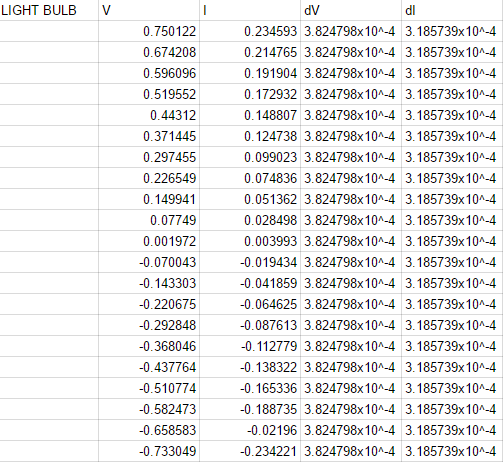 LIGHT BULB V I dV dI
0.750122 0.234593 3.824798x10^-4 3.185739x10^-4
0.674208 0.214765 3.824798x10^-4 3.185739x10^-4
0.596096 0.191904 3.824798x10^-4 3.185739x10^-4
0.519552 0.172932 3.824798x10^-4 3.185739x10^-4
0.44312 0.148807 3.824798x10^-4 3.185739x10^-4
0.371445 0.124738 3.824798x10^-4 3.185739x10^-4
0.297455 0.099023 3.824798x10^-4 3.185739x10^-4
0.226549 0.074836 3.824798x10^-4 3.185739x10^-4
0.149941 0.051362 3.824798x10^-4 3.185739x10^-4
0.07749 0.028498 3.824798x10^-4 3.185739x10^-4
0.001972 0.003993 3.824798x10^-4 3.185739x10^-4
-0.070043 -0.019434 3.824798x10^-4 3.185739x10^-4
-0.143303 -0.041859 3.824798x10^-4 3.185739x10^-4
-0.220675 -0.064625 3.824798x10^-4 3.185739x10^-4
-0.292848 -0.087613 3.824798x10^-4 3.185739x10^-4
-0.368046 -0.112779 3.824798x10^-4 3.185739x10^-4
-0.437764 -0.138322 3.824798x10^-4 3.185739x10^-4
-0.510774 -0.165336 3.824798x10^-4 3.185739x10^-4
-0.582473 -0.188735 3.824798x10^-4 3.185739x10^-4
-0.658583 -0.02196 3.824798x10^-4 3.185739x10^-4
-0.733049 -0.234221 3.824798x10^-4 3.185739x10^-4